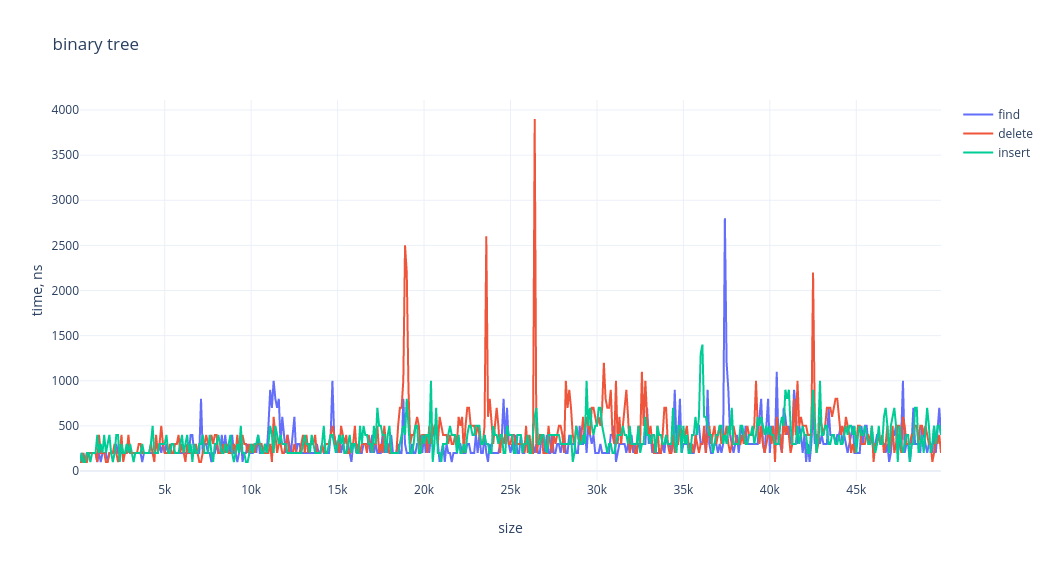 binary tree
find
delete
insert
time, ns
4000
3500
3000
2500
2000
1500
1000
500
0
5k 10k 15k 20k 25k 30k 35k 40k 45k
size